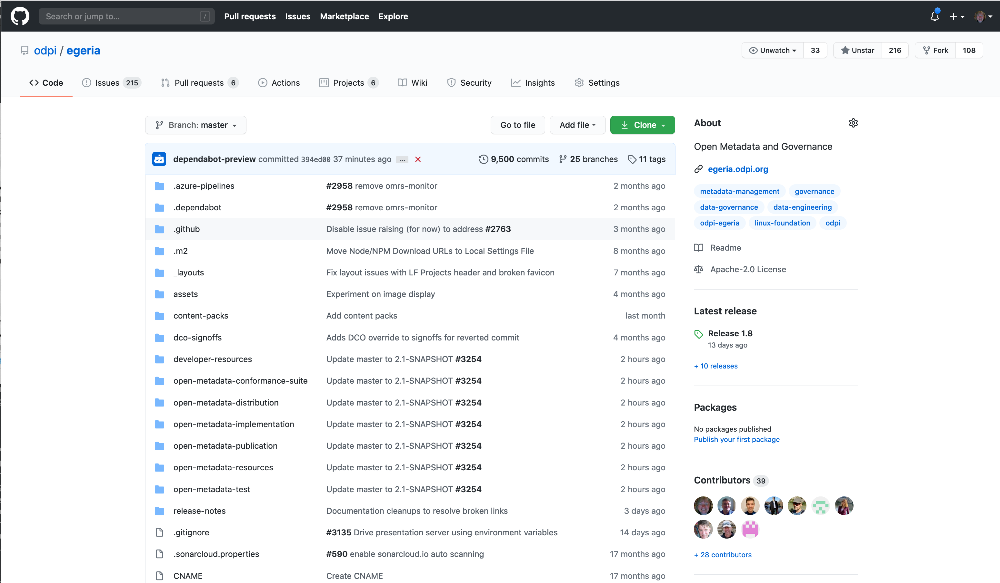 Search or jump to... / Pull requests Issues Marketplace Explore
odpi / egeria Unwatch 33 Unstar 216 Fork 108
Code Issues 215 Pull requests 6 Actions Projects 6 Wiki Security Insights Settings
Branch: master Go to file Add file Clone
dependabot-preview committed 394ed00 37 minutes ago ... 9,500 commits 25 branches 11 tags
.azure-pipelines #2958 remove omrs-monitor 2 months ago
.dependabot #2958 remove omrs-monitor 2 months ago
.github Disable issue raising (for now) to address #2763 3 months ago
.m2 Move Node/NPM Download URLs to Local Settings File 8 months ago
_layouts Fix layout issues with LF Projects header and broken favicon 7 months ago
assets Experiment on image display 4 months ago
content-packs Add content packs last month
dco-signoffs Adds DCO override to signoffs for reverted commit 4 months ago
developer-resources Update master to 2.1-SNAPSHOT #3254 2 hours ago
open-metadata-conformance-suite Update master to 2.1-SNAPSHOT #3254 2 hours ago
open-metadata-distribution Update master to 2.1-SNAPSHOT #3254 2 hours ago
open-metadata-implementation Update master to 2.1-SNAPSHOT #3254 2 hours ago
open-metadata-publication Update master to 2.1-SNAPSHOT #3254 2 hours ago
open-metadata-resources Update master to 2.1-SNAPSHOT #3254 2 hours ago
open-metadata-test Update master to 2.1-SNAPSHOT #3254 2 hours ago
release-notes Documentation cleanups to resolve broken links 3 days ago
.gitignore #3135 Drive presentation server using environment variables 14 days ago
.sonarcloud.properties #590 enable sonarcloud.io auto scanning 17 months ago
CNAME Create CNAME 17 months ago
About
Open Metadata and Governance
egeria.odpi.org
metadata-management governance
data-governance data-engineering
odpi-egeria linux-foundation odpi
Readme
Apache-2.0 License
Latest release
Release 1.8
13 days ago
+ 10 releases
Packages
No packages published
Publish your first package
Contributors 39
+ 28 contributors